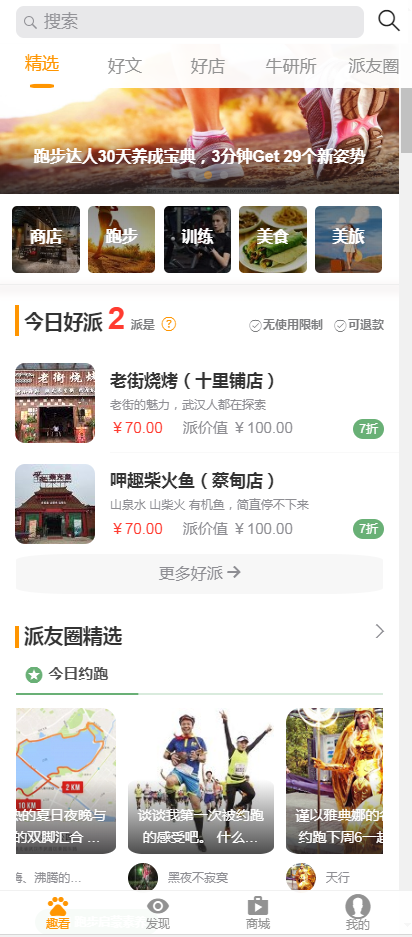 搜索
精选 好文 好店 牛研所 派友圈
跑步达人30天养成宝典，3分钟Get 29个新姿势
商店 跑步 训练 美食 美旅
今日好派 2 派是 ? 无使用限制 可退款
老街烧烤（十里铺店）
老街的魅力，武汉人都在探索
￥70.00 派价值 ￥100.00 7折
呷趣柴火鱼（蔡甸店）
山泉水 山柴火 有机鱼，简直停不下来
￥70.00 派价值 ￥100.00 7折
更多好派
派友圈精选
今日约跑
2 KM
10 KM
的夏日夜晚与
的双脚汇合 ...
谈谈我第一次被约跑
的感受吧。 什么...
谨以雅典娜的名
约跑下周6一起
、沸腾的...
黑夜不寂寞
天行
趣看 发现 商城 我的